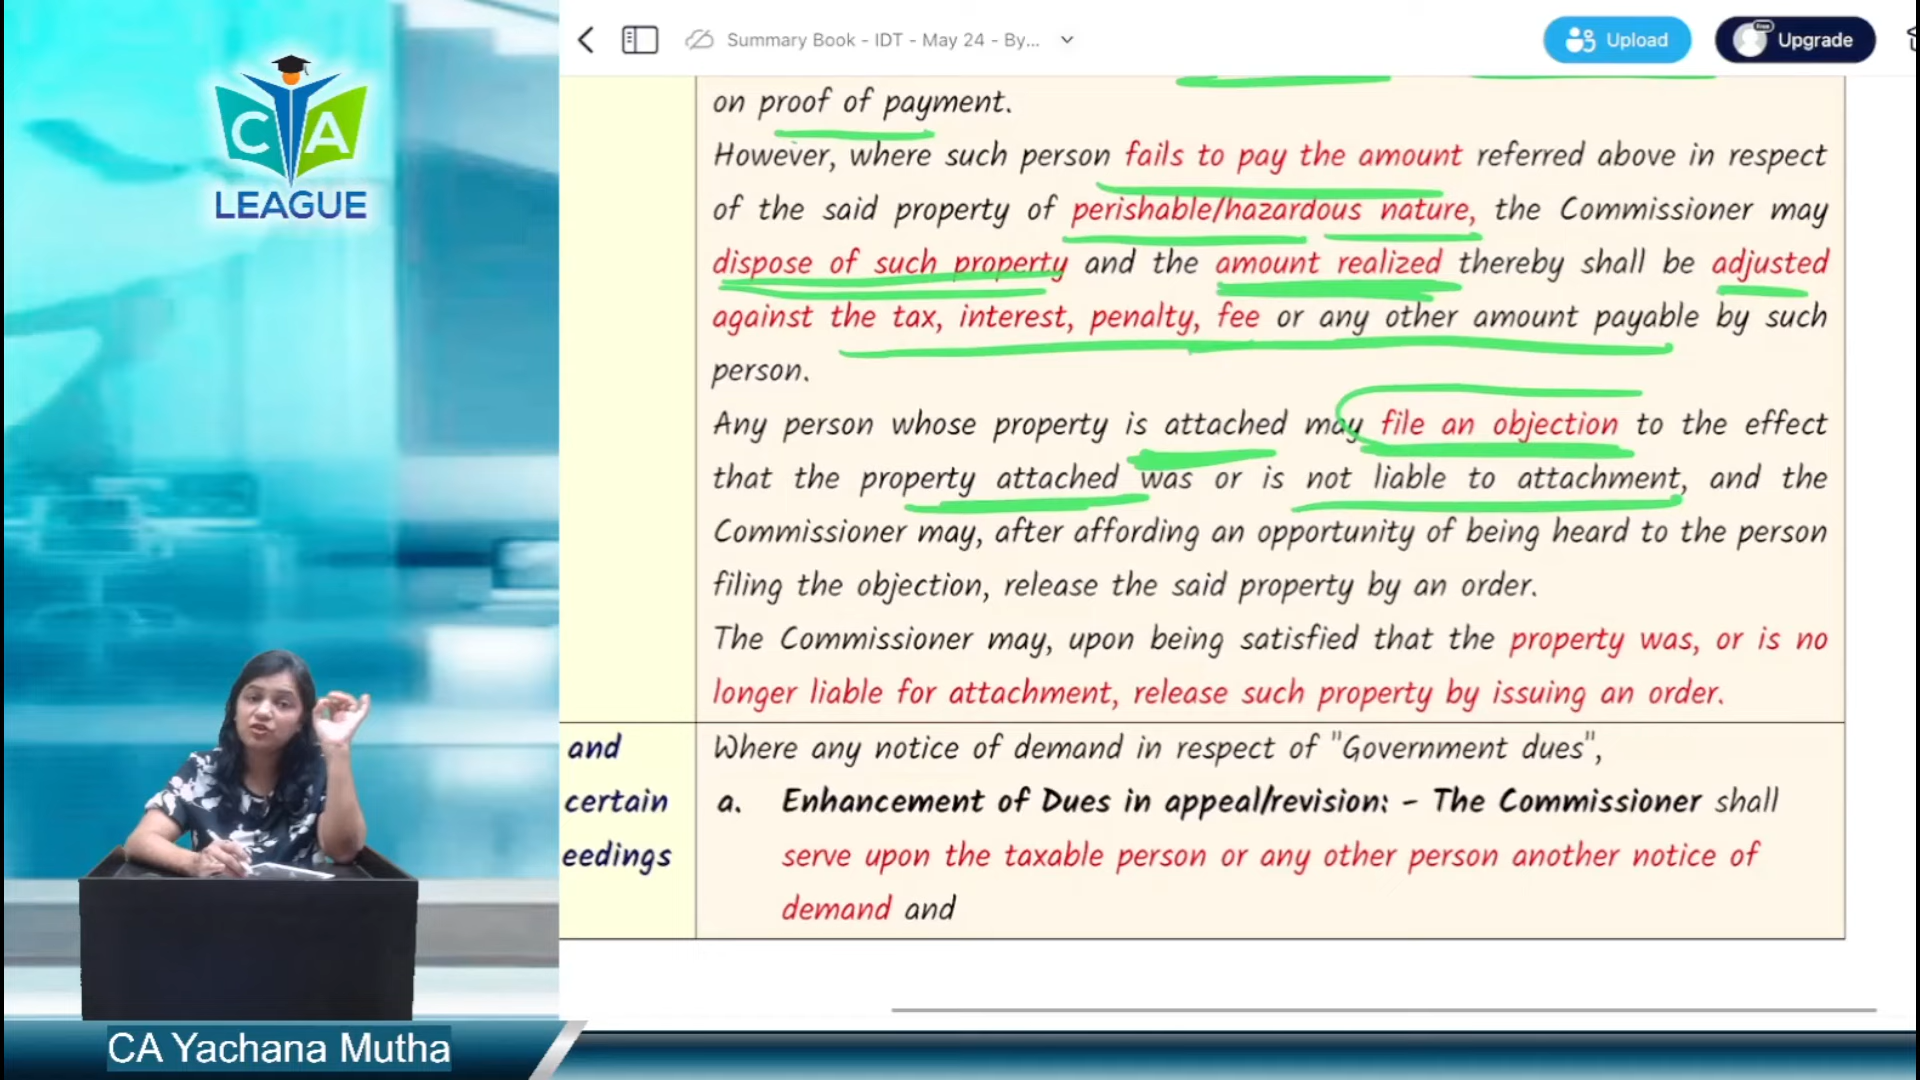 CA
LEAGUE
Summary Book - IDT - May 24 - By...
Upload
Free
Upgrade
on proof of payment.
However, where such person fails to pay the amount referred above in respect
of the said property of perishable/hazardous nature, the Commissioner may
dispose of such property and the amount realized thereby shall be adjusted
against the tax, interest, penalty, fee or any other amount payable by such
person.
Any person whose property is attached may file an objection to the effect
that the property attached was or is not liable to attachment, and the
Commissioner may, after affording an opportunity of being heard to the person
filing the objection, release the said property by an order.
The Commissioner may, upon being satisfied that the property was, or is no
longer liable for attachment, release such property by issuing an order.
and
certain
eedings
Where any notice of demand in respect of "Government dues",
a. Enhancement of Dues in appeal/revision: - The Commissioner shall
serve upon the taxable person or any other person another notice of
demand and
CA Yachana Mutha